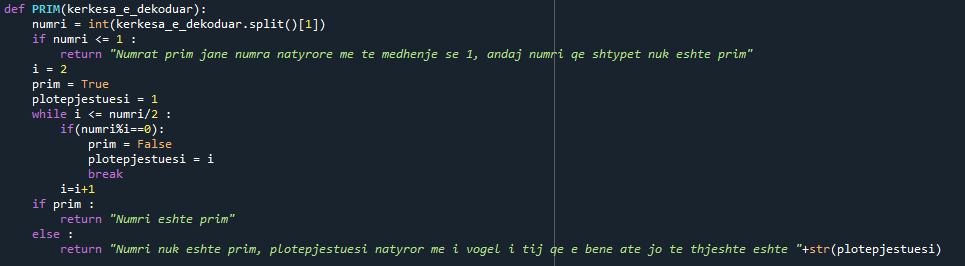 def PRIM(kerkesa_e_dekoduar):
    numri = int(kerkesa_e_dekoduar.split()[1])
    if numri <= 1 :
        return "Numrat prim jane numra natyrore me te medhenje se 1, andaj numri qe shtypet nuk eshte prim"
    i = 2
    prim = True
    plotepjestuesi = 1
    while i <= numri/2 :
        if(numri%i==0):
            prim = False
            plotepjestuesi = i
            break
        i=i+1
    if prim :
        return "Numri eshte prim"
    else :
        return "Numri nuk eshte prim, plotepjestuesi natyror me i vogel i tij qe e bene ate jo te thjeshte eshte "+str(plotepjestuesi)